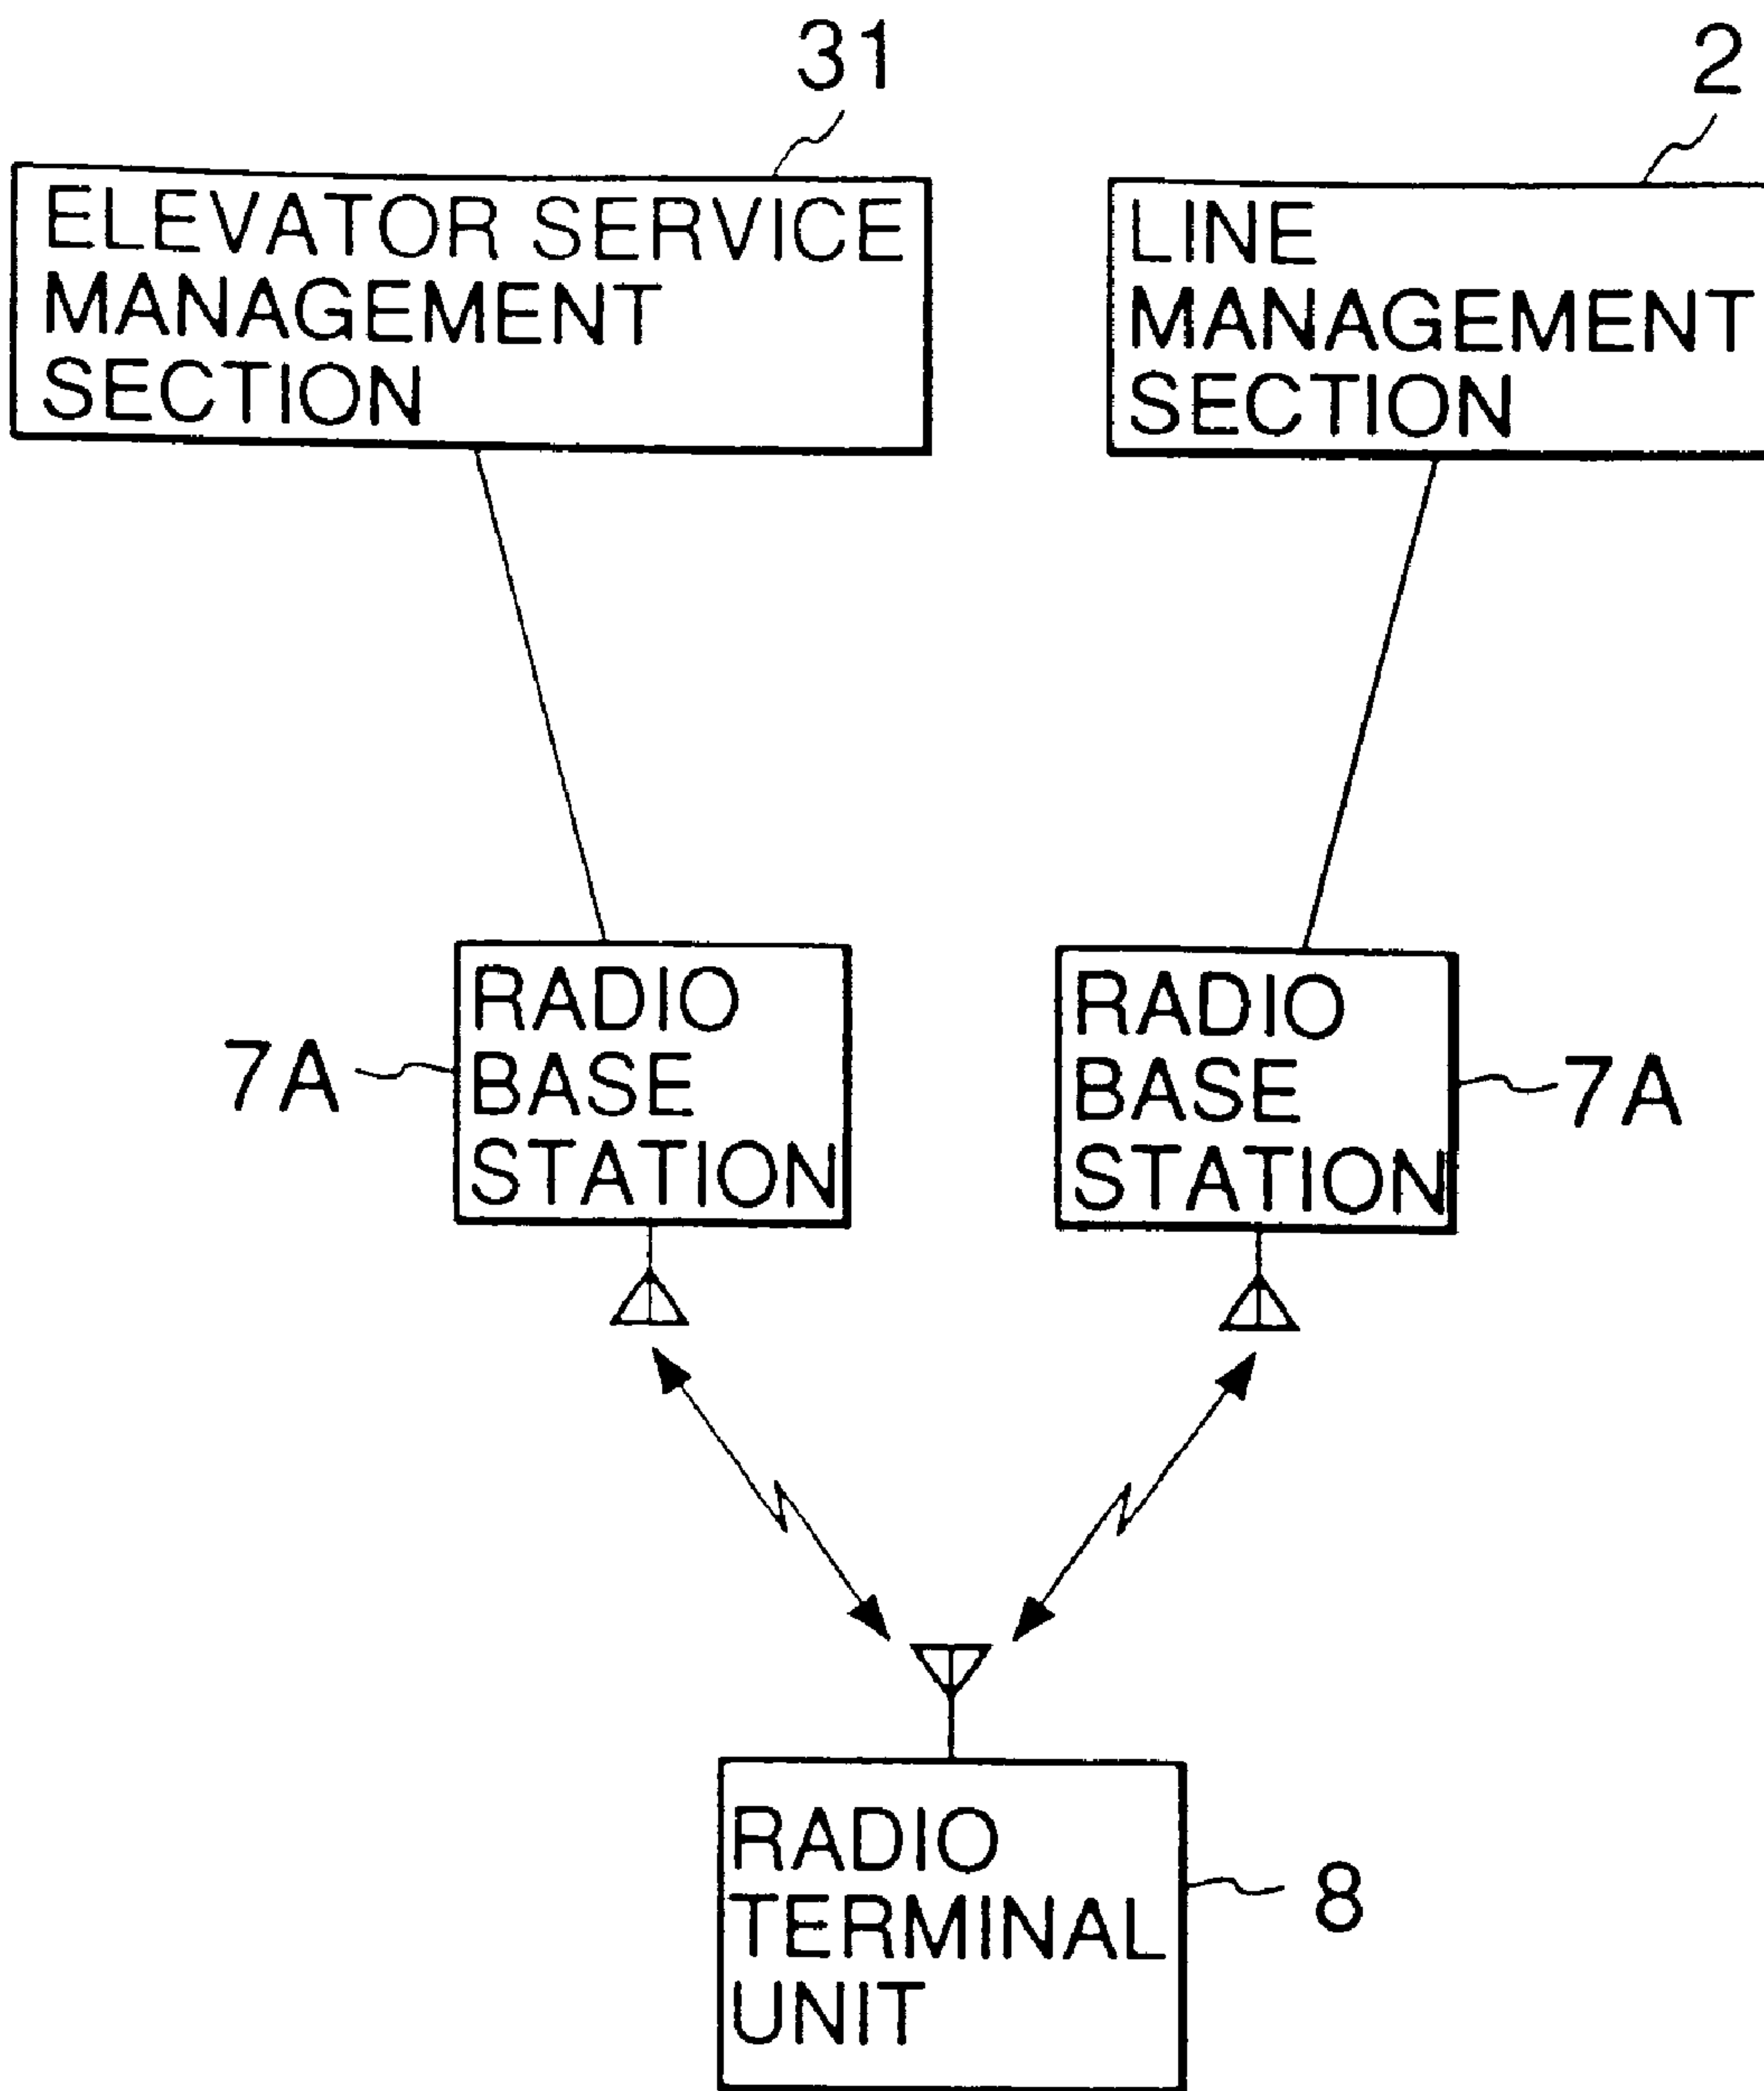 31
2
ELEVATOR SERVICE
MANAGEMENT
SECTION
LINE
MANAGEMENT
SECTION
RADIO
BASE
STATION
7A
RADIO
BASE
STATION
7A
RADIO
TERMINAL
UNIT
8